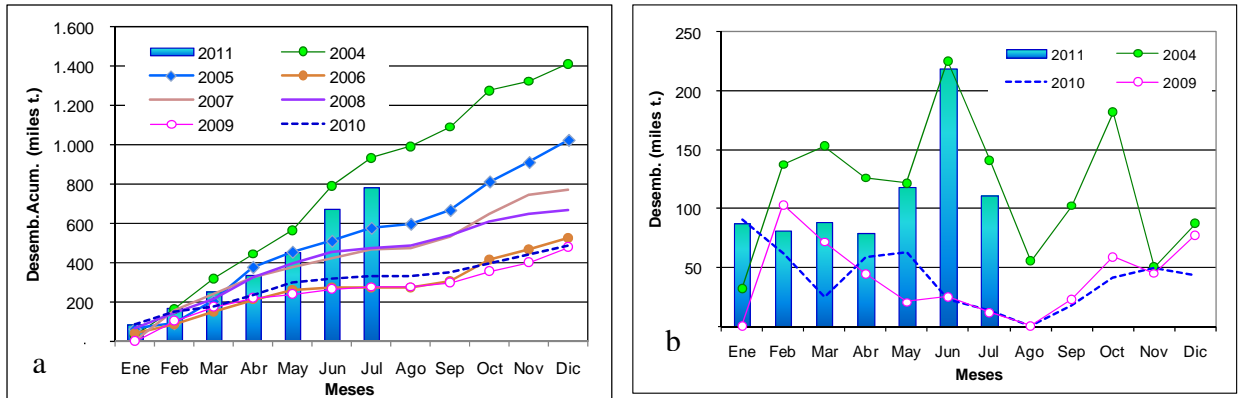 1.600
1.400
1.200
1.000
800
600
400
200
.
Desemb.Acum. (miles t.)
2011 2004
2005 2006
2007 2008
2009 2010
Ene Feb Mar Abr May Jun Jul Ago Sep Oct Nov Dic
Meses
a
250
200
150
100
50
.
Desemb. (miles t.)
2011 2004
2010 2009
Ene Feb Mar Abr May Jun Jul Ago Sep Oct Nov Dic
Meses
b